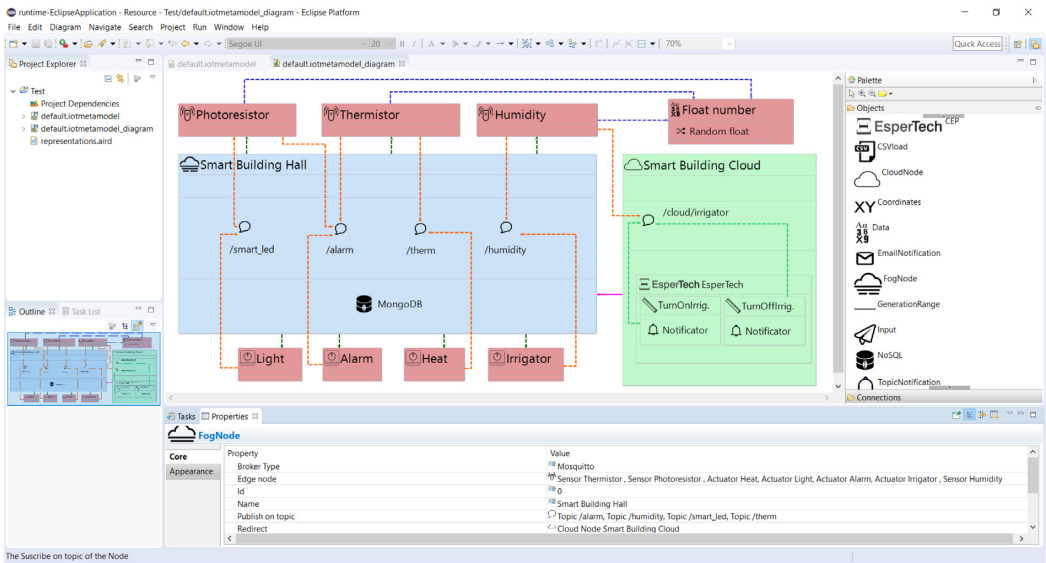 runtime-EclipseApplication - Resource - Test/default.iotmetamodel_diagram - Eclipse Platform
File Edit Diagram Navigate Search Project Run Window Help
Segoe UI 20 B I A 70% Quick Access
Project Explorer
Test
Project Dependencies
default.iotmetamodel
default.iotmetamodel_diagram
representations.aird
default.iotmetamodel default.iotmetamodel_diagram
Photoresistor Thermistor Humidity Float number
Random float
Smart Building Hall Smart Building Cloud
/cloud/irrigator
/smart_led /alarm /therm /humidity
EsperTech EsperTech
TurnOnIrrig. TurnOffIrrig.
Notificator Notificator
MongoDB
Light Alarm Heat Irrigator
Palette
Objects
EsperTech CEP
CSV CSVload
CloudNode
XY Coordinates
Data
EmailNotification
FogNode
GenerationRange
Input
NoSQL
TopicNotification
Connections
Outline Task List
Tasks Properties
FogNode
Core
Appearance
Property Value
Broker Type Mosquitto
Edge node Sensor Thermistor , Sensor Photoresistor , Actuator Heat, Actuator Light, Actuator Alarm, Actuator Irrigator , Sensor Humidity
Id 0
Name Smart Building Hall
Publish on topic Topic /alarm, Topic /humidity, Topic /smart_led, Topic /therm
Redirect Cloud Node Smart Building Cloud
The Suscribe on topic of the Node